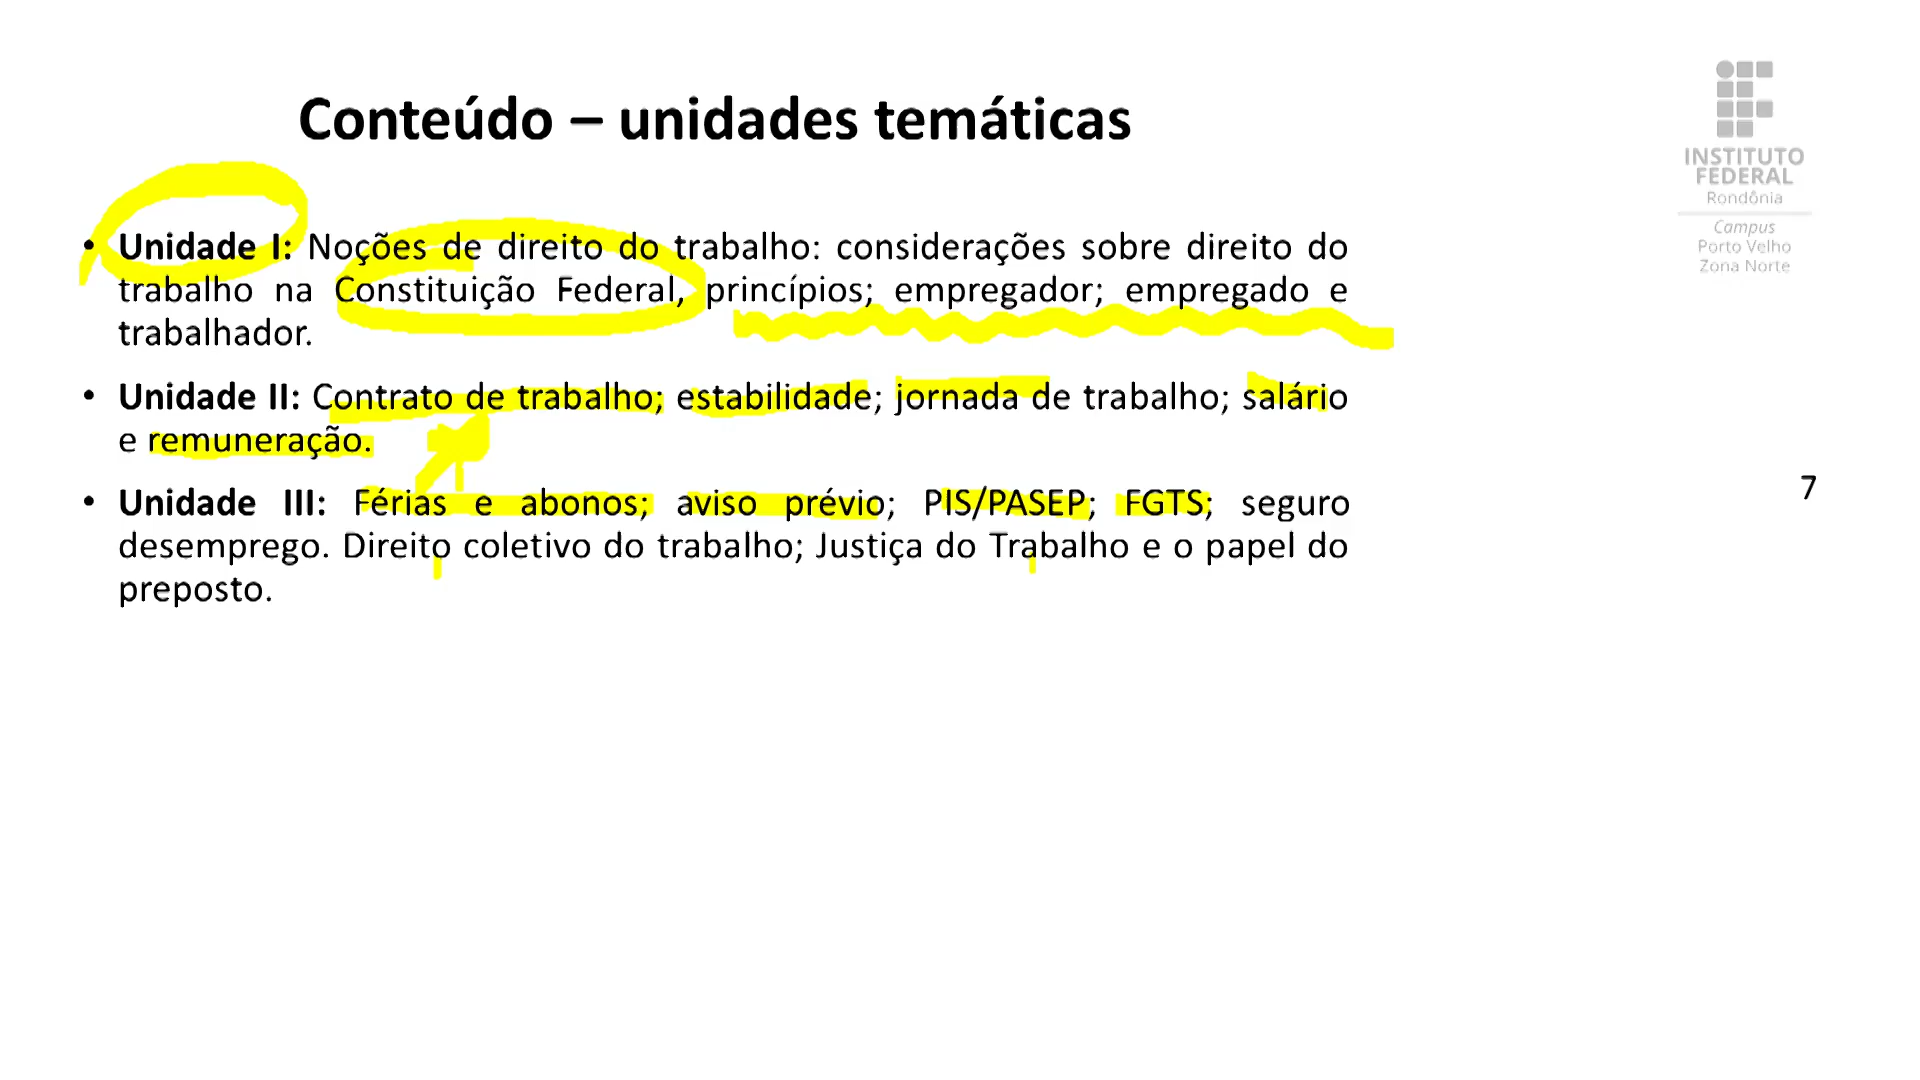 Conteúdo – unidades temáticas
INSTITUTO
FEDERAL
Rondônia
Campus
Porto Velho
Zona Norte
• Unidade I: Noções de direito do trabalho: considerações sobre direito do
trabalho na Constituição Federal, princípios; empregador; empregado e
trabalhador.
• Unidade II: Contrato de trabalho; estabilidade; jornada de trabalho; salário
e remuneração.
• Unidade III: Férias e abonos; aviso prévio; PIS/PASEP; FGTS; seguro
desemprego. Direito coletivo do trabalho; Justiça do Trabalho e o papel do
preposto.
7